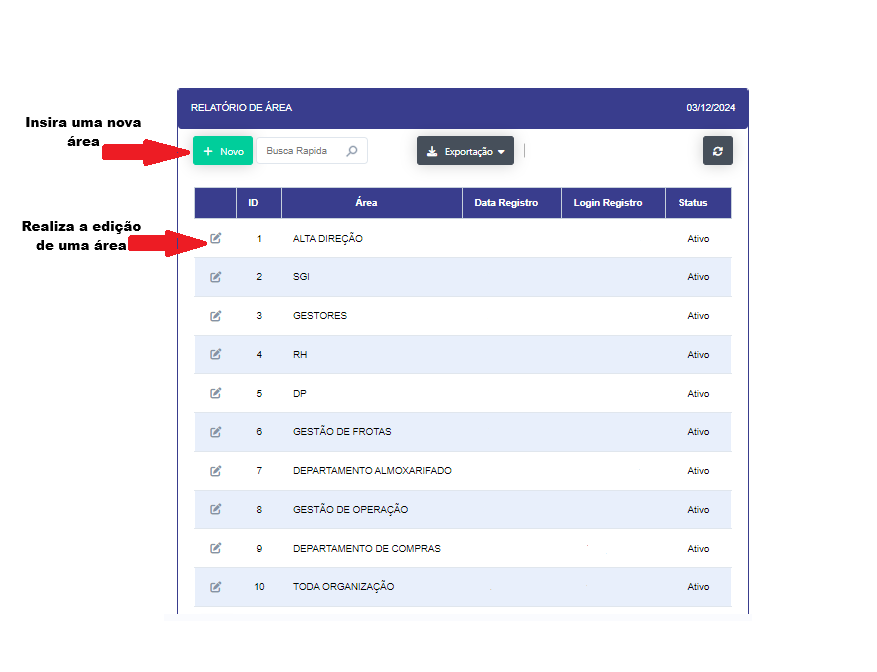 RELATÓRIO DE ÁREA 03/12/2024
Insira uma nova
área
Novo Busca Rapida Exportação
ID Área Data Registro Login Registro Status
Realiza a edição
de uma área
1 ALTA DIREÇÃO Ativo
2 SGI Ativo
3 GESTORES Ativo
4 RH Ativo
5 DP Ativo
6 GESTÃO DE FROTAS Ativo
7 DEPARTAMENTO ALMOXARIFADO Ativo
8 GESTÃO DE OPERAÇÃO Ativo
9 DEPARTAMENTO DE COMPRAS Ativo
10 TODA ORGANIZAÇÃO Ativo